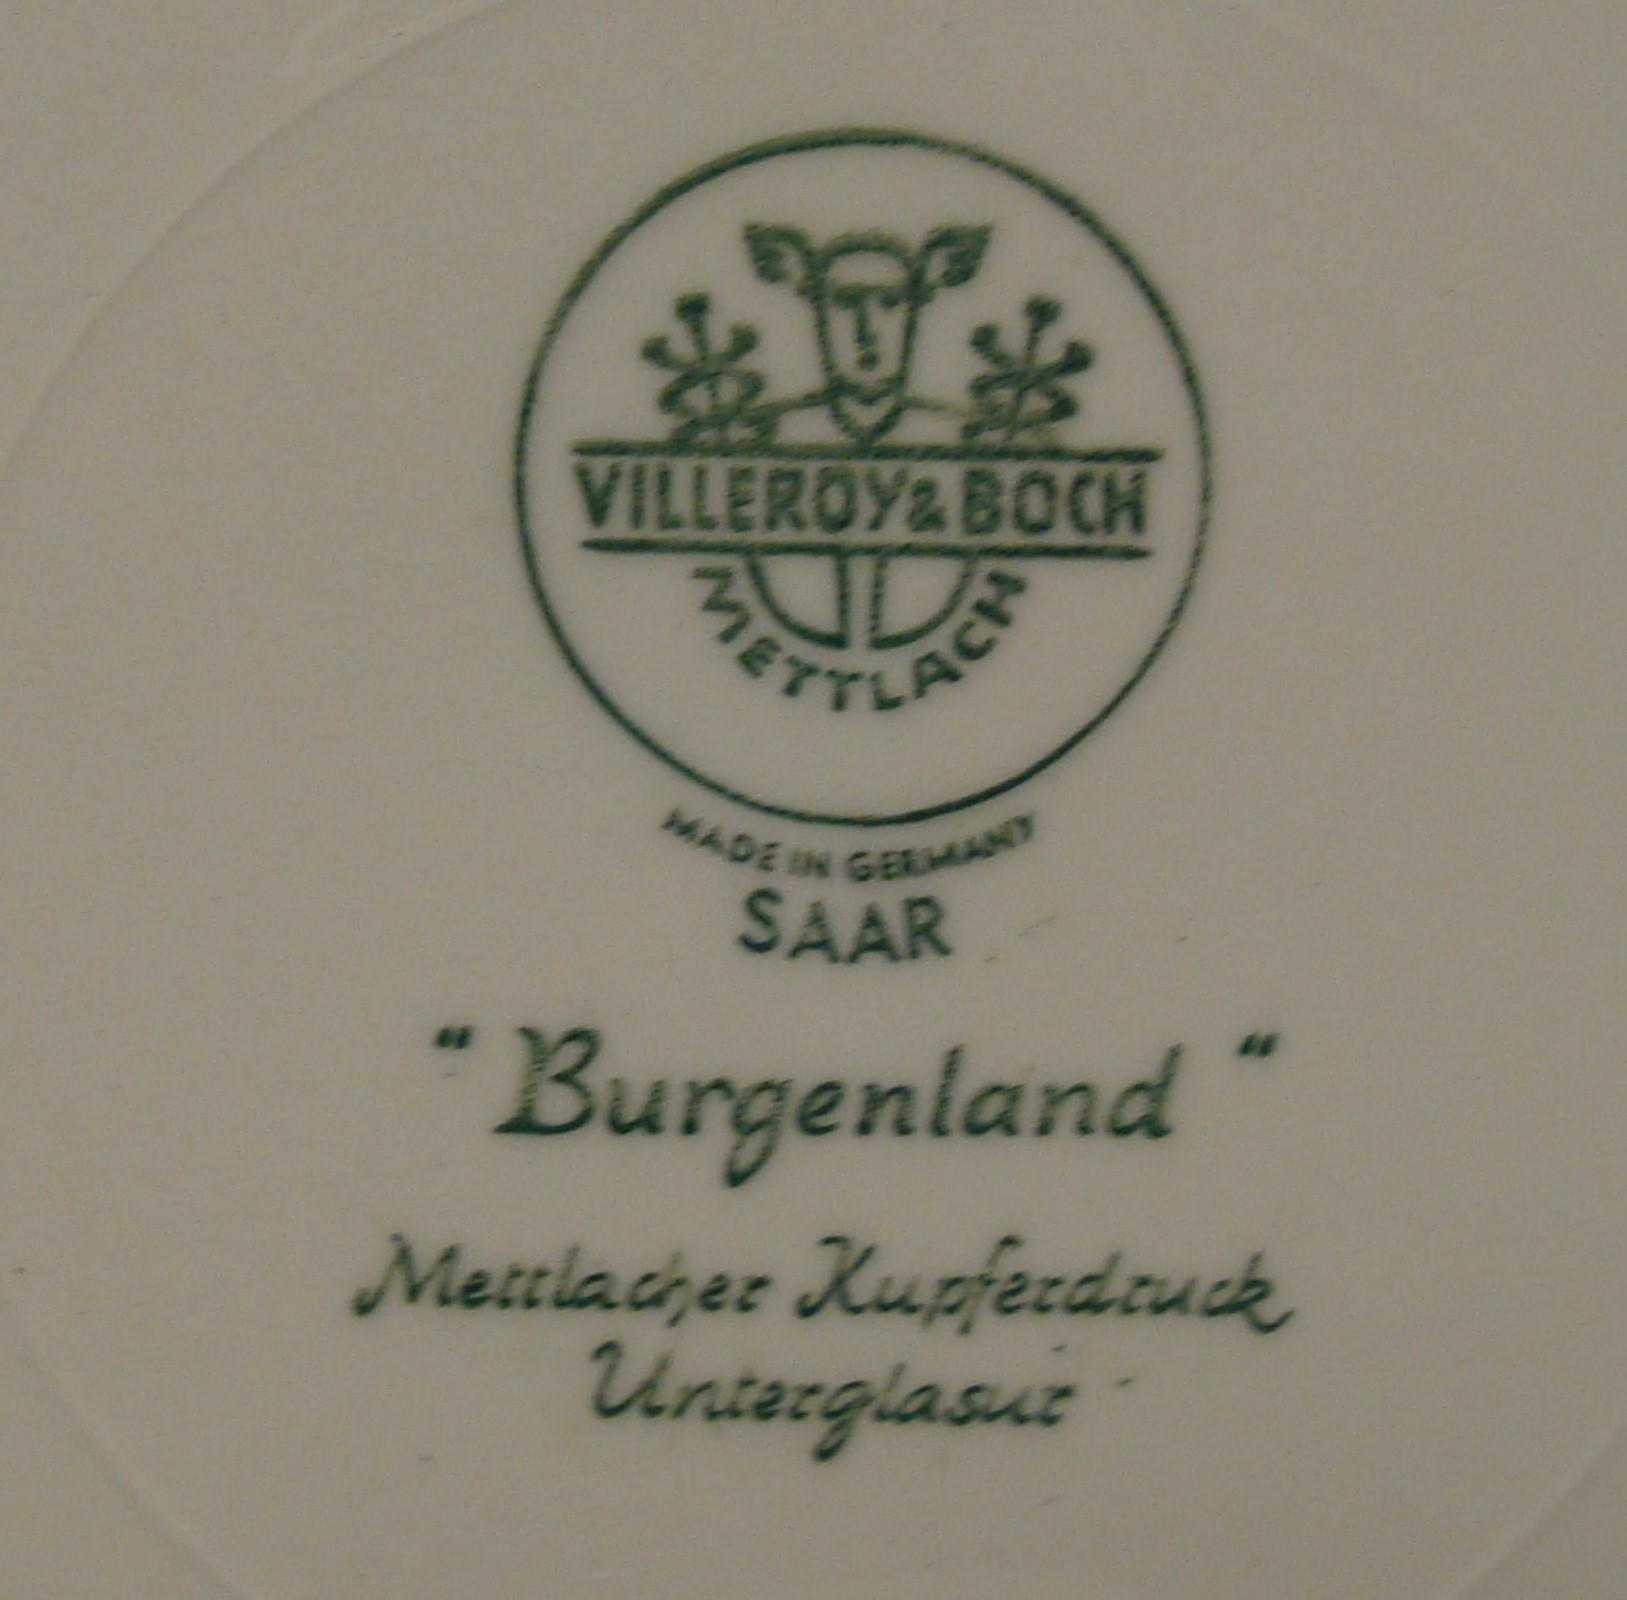 VILLEROY & BOCH
METTLACH
MADE IN GERMANY
SAAR
" Burgenland "
Mettlacher Kupferdruck
Unterglasur